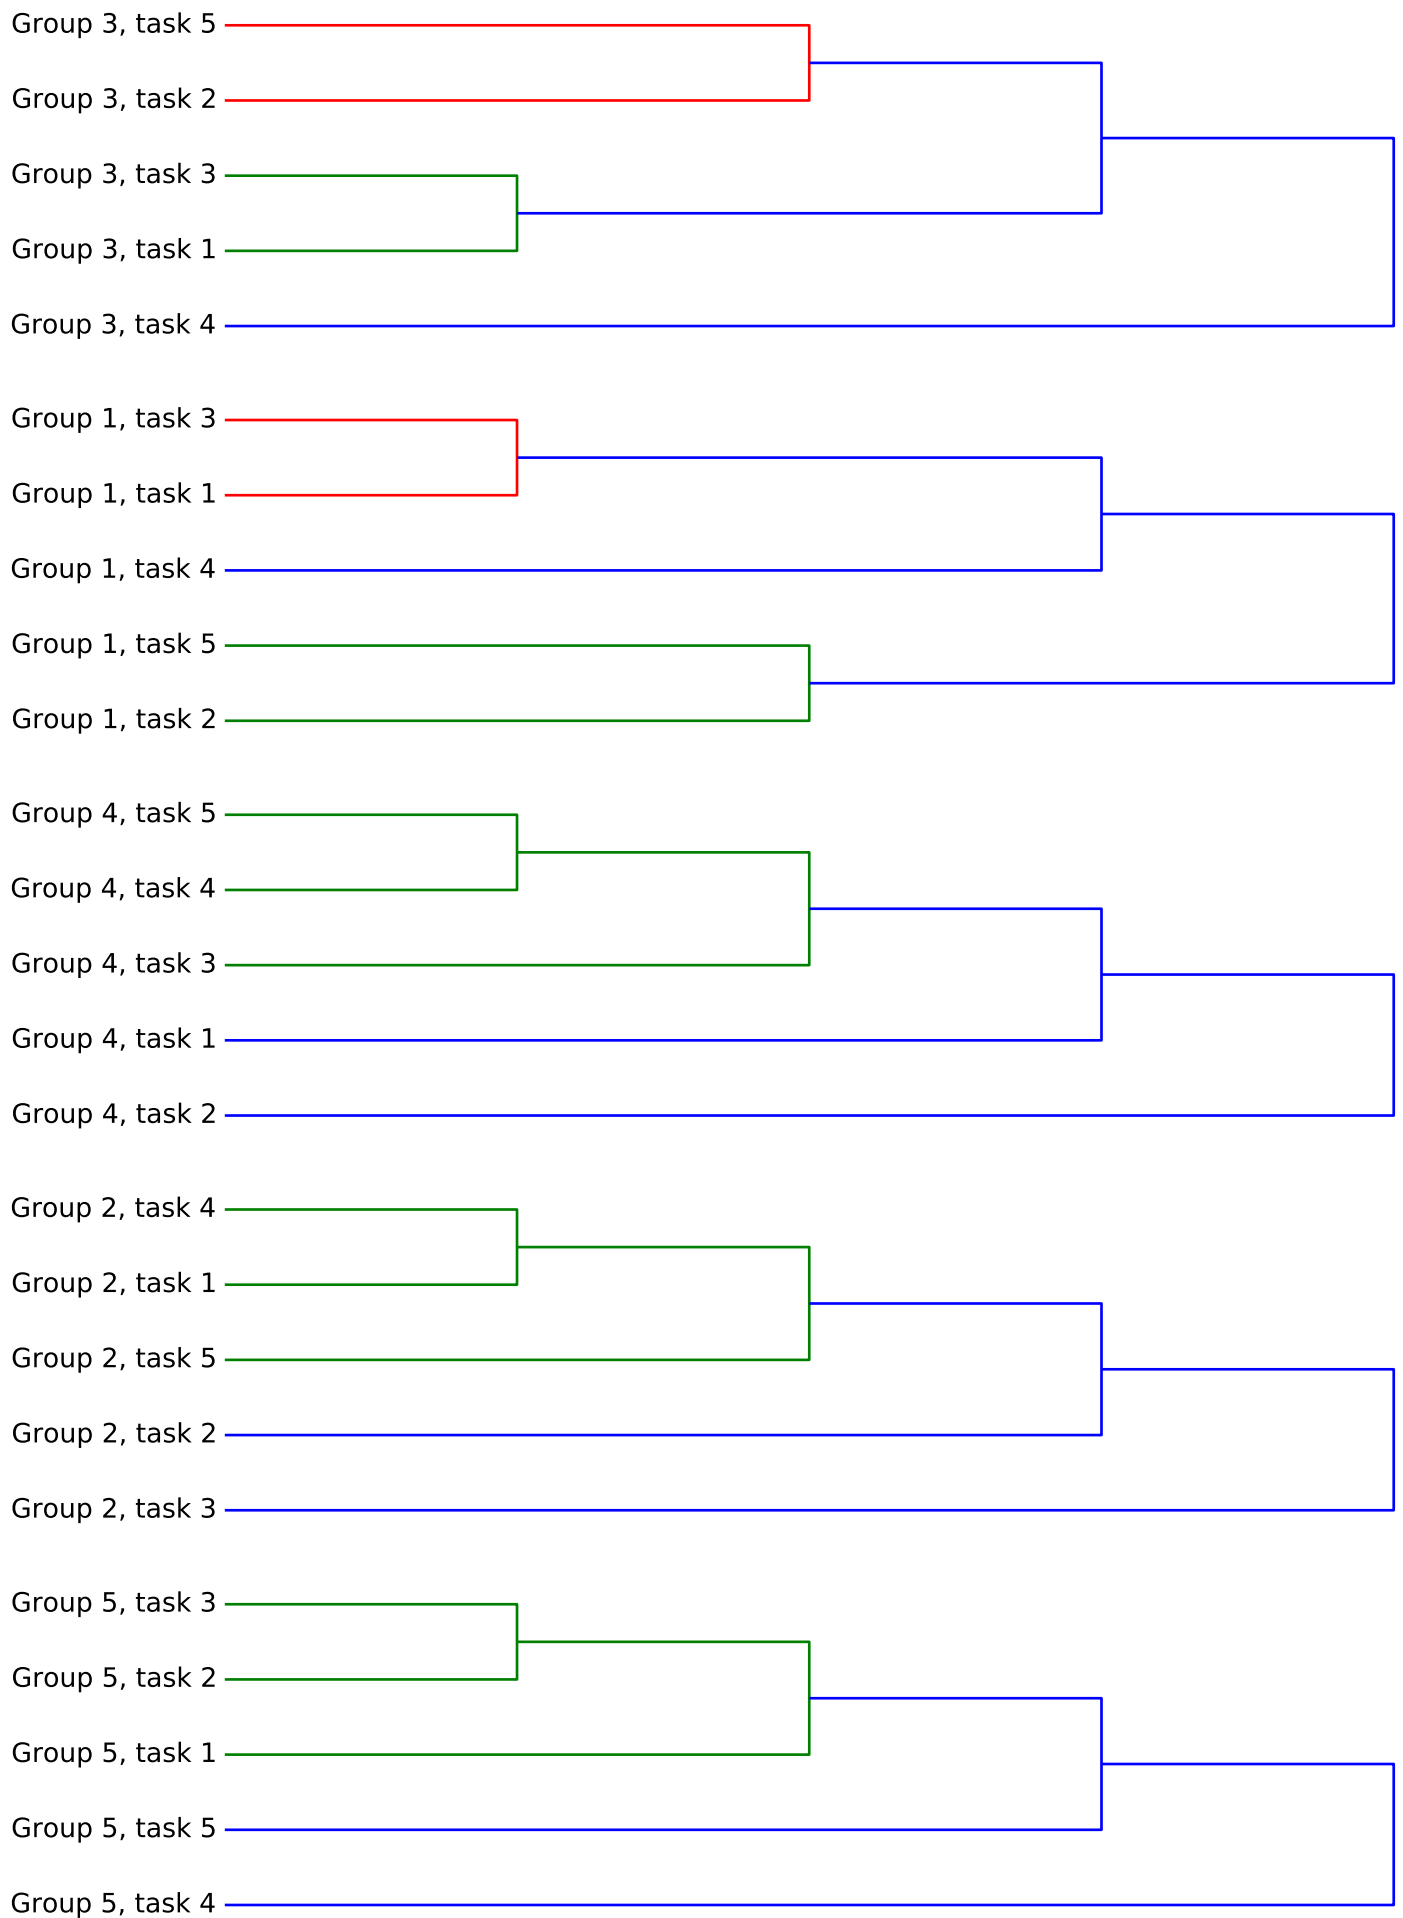 Group 3, task 5
Group 3, task 2
Group 3, task 3
Group 3, task 1
Group 3, task 4
Group 1, task 3
Group 1, task 1
Group 1, task 4
Group 1, task 5
Group 1, task 2
Group 4, task 5
Group 4, task 4
Group 4, task 3
Group 4, task 1
Group 4, task 2
Group 2, task 4
Group 2, task 1
Group 2, task 5
Group 2, task 2
Group 2, task 3
Group 5, task 3
Group 5, task 2
Group 5, task 1
Group 5, task 5
Group 5, task 4